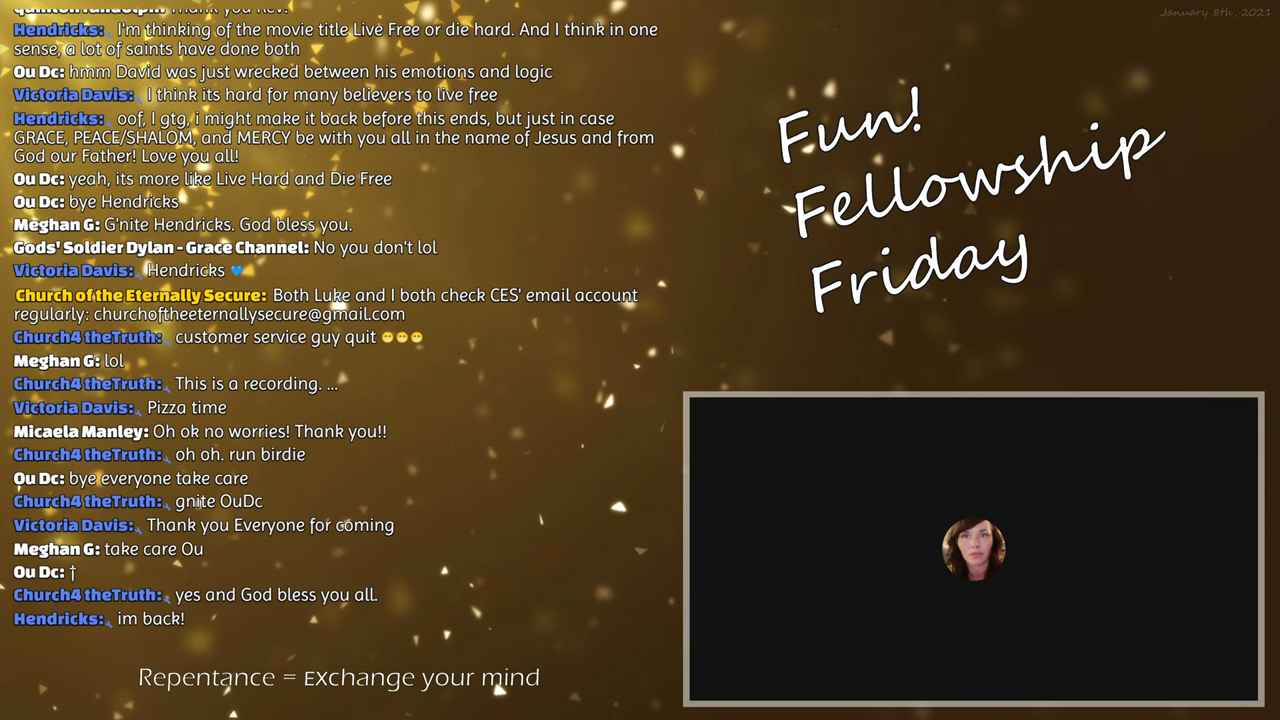 Thank you Rev!
Hendricks: I'm thinking of the movie title Live Free or die hard. And I think in one
sense, a lot of saints have done both
Ou Dc: hmm David was just wrecked between his emotions and logic
Victoria Davis: I think its hard for many believers to live free
Hendricks: oof, I gtg, i might make it back before this ends, but just in case
GRACE, PEACE/SHALOM, and MERCY be with you all in the name of Jesus and from
God our Father! Love you all!
Ou Dc: yeah, its more like Live Hard and Die Free
Ou Dc: bye Hendricks
Meghan G: G'nite Hendricks. God bless you.
Gods' Soldier Dylan - Grace Channel: No you don't lol
Victoria Davis: Hendricks 💙
Church of the Eternally Secure: Both Luke and I both check CES' email account
regularly: churchoftheeternallysecure@gmail.com
Church4 theTruth: customer service guy quit 😁😁😁
Meghan G: lol
Church4 theTruth: This is a recording. ...
Victoria Davis: Pizza time
Micaela Manley: Oh ok no worries! Thank you!!
Church4 theTruth: oh oh. run birdie
Ou Dc: bye everyone take care
Church4 theTruth: gnite OuDc
Victoria Davis: Thank you Everyone for coming
Meghan G: take care Ou
Ou Dc: †
Church4 theTruth: yes and God bless you all.
Hendricks: im back!
Repentance = EXchange your mind
January 8th, 2021
Fun!
Fellowship
Friday